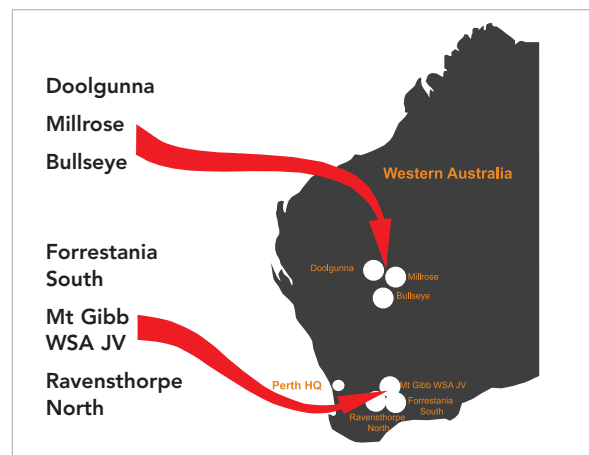 Doolgunna
Millrose
Bullseye
Forrestania
South
Mt Gibb
WSA JV
Ravensthorpe
North
Western Australia
Doolgunna
Millrose
Bullseye
Perth HQ
Mt Gibb WSA JV
Forrestania
South
Ravensthorpe
North